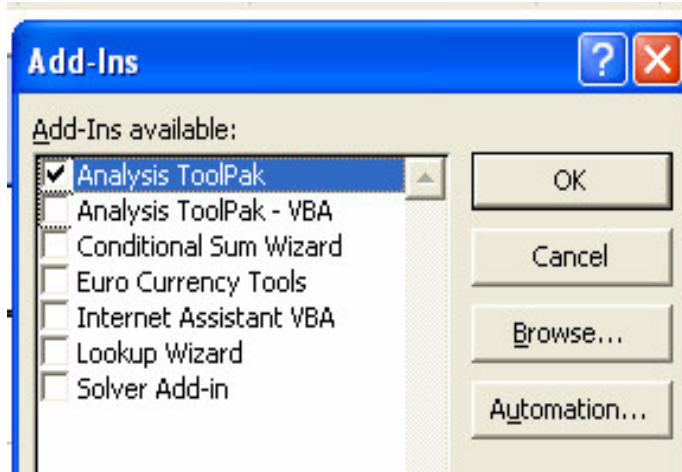 Add-Ins
Add-Ins available:
Analysis ToolPak
Analysis ToolPak - VBA
Conditional Sum Wizard
Euro Currency Tools
Internet Assistant VBA
Lookup Wizard
Solver Add-in
OK
Cancel
Browse...
Automation...